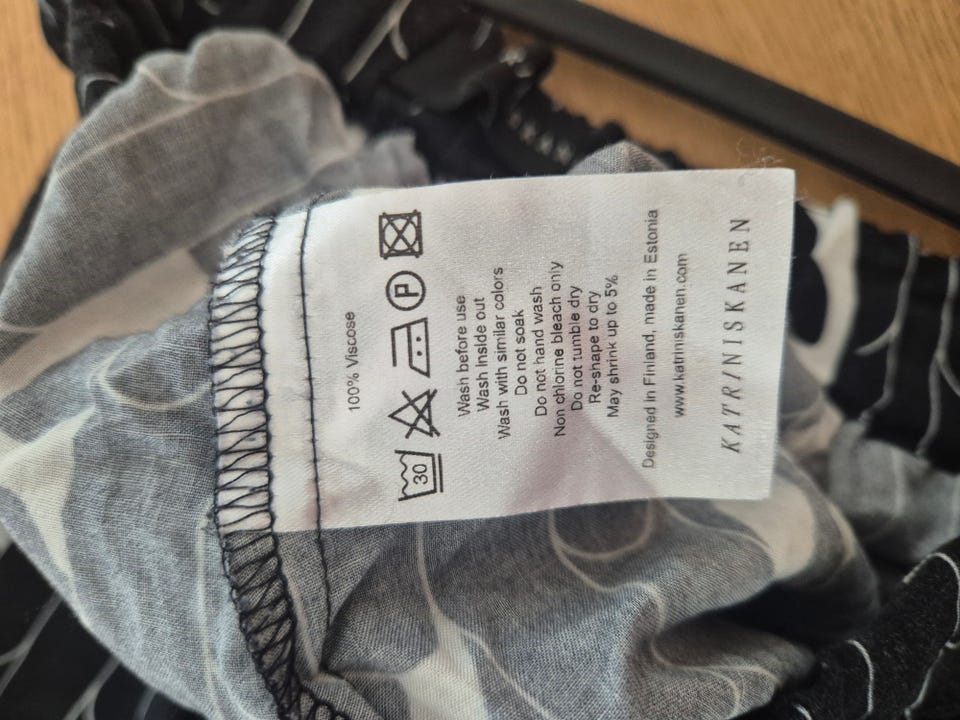 100% Viscose
30
P
Wash before use
Wash inside out
Wash with similar colors
Do not soak
Do not hand wash
Non chlorine bleach only
Do not tumble dry
Re-shape to dry
May shrink up to 5%
Designed in Finland, made in Estonia
www.katriniskanen.com
KATRI/NISKANEN